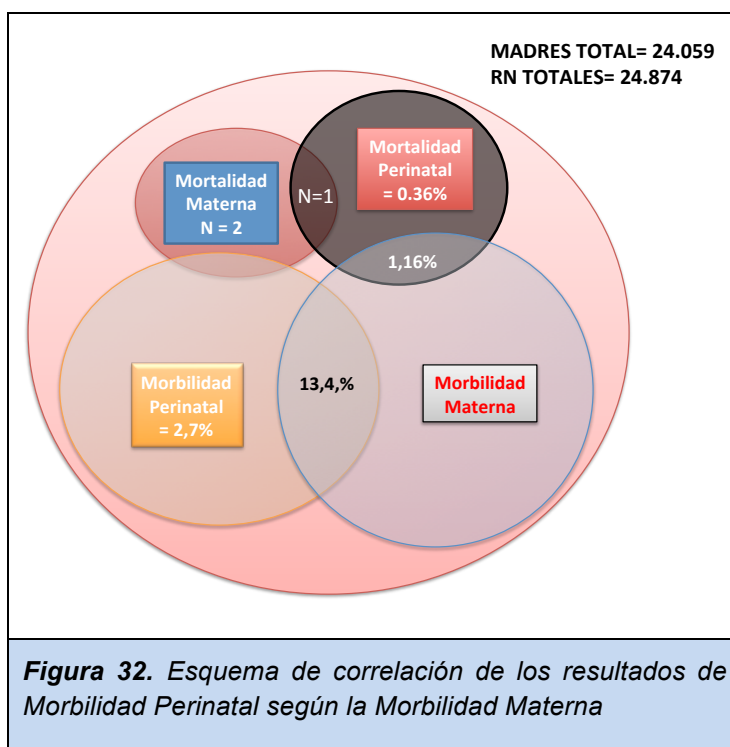 MADRES TOTAL= 24.059
RN TOTALES= 24.874
Mortalidad
Perinatal
= 0.36%
Mortalidad
Materna
N = 2
N=1
1,16%
Morbilidad
Perinatal
= 2,7%
13,4,%
Morbilidad
Materna
Figura 32. Esquema de correlación de los resultados de
Morbilidad Perinatal según la Morbilidad Materna